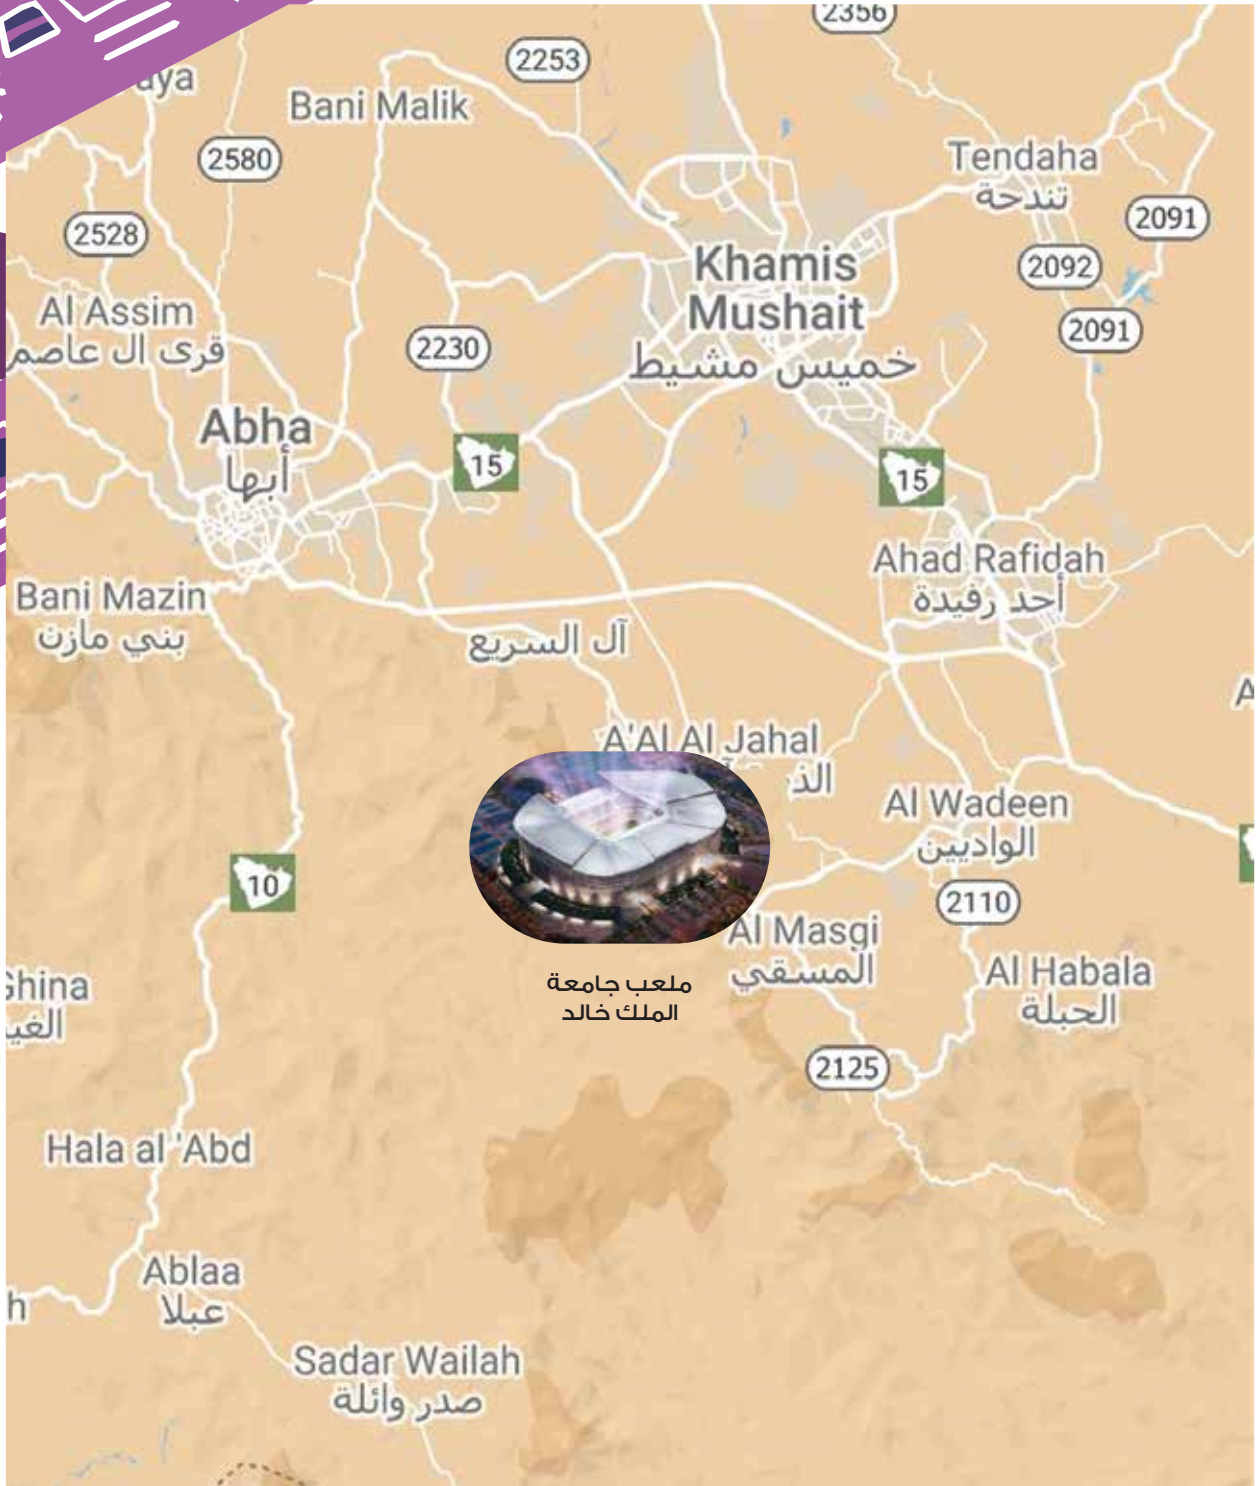 2356
2253
Bani Malik
2580
Tendaha
تندحة
2528
2091
2092
Khamis
Mushait
خميس مشيط
2091
Al Assim
قرى ال عاصم
2230
Abha
أبها
15
15
Ahad Rafidah
أحد رفيدة
Bani Mazin
بني مازن
آل السريع
A'Al Al Jahal
Al Wadeen
الواديين
10
2110
Al Masgi
المسقي
Al Habala
الحبلة
ملعب جامعة
الملك خالد
2125
Hala al 'Abd
Ablaa
عبلا
Sadar Wailah
صدر وائلة